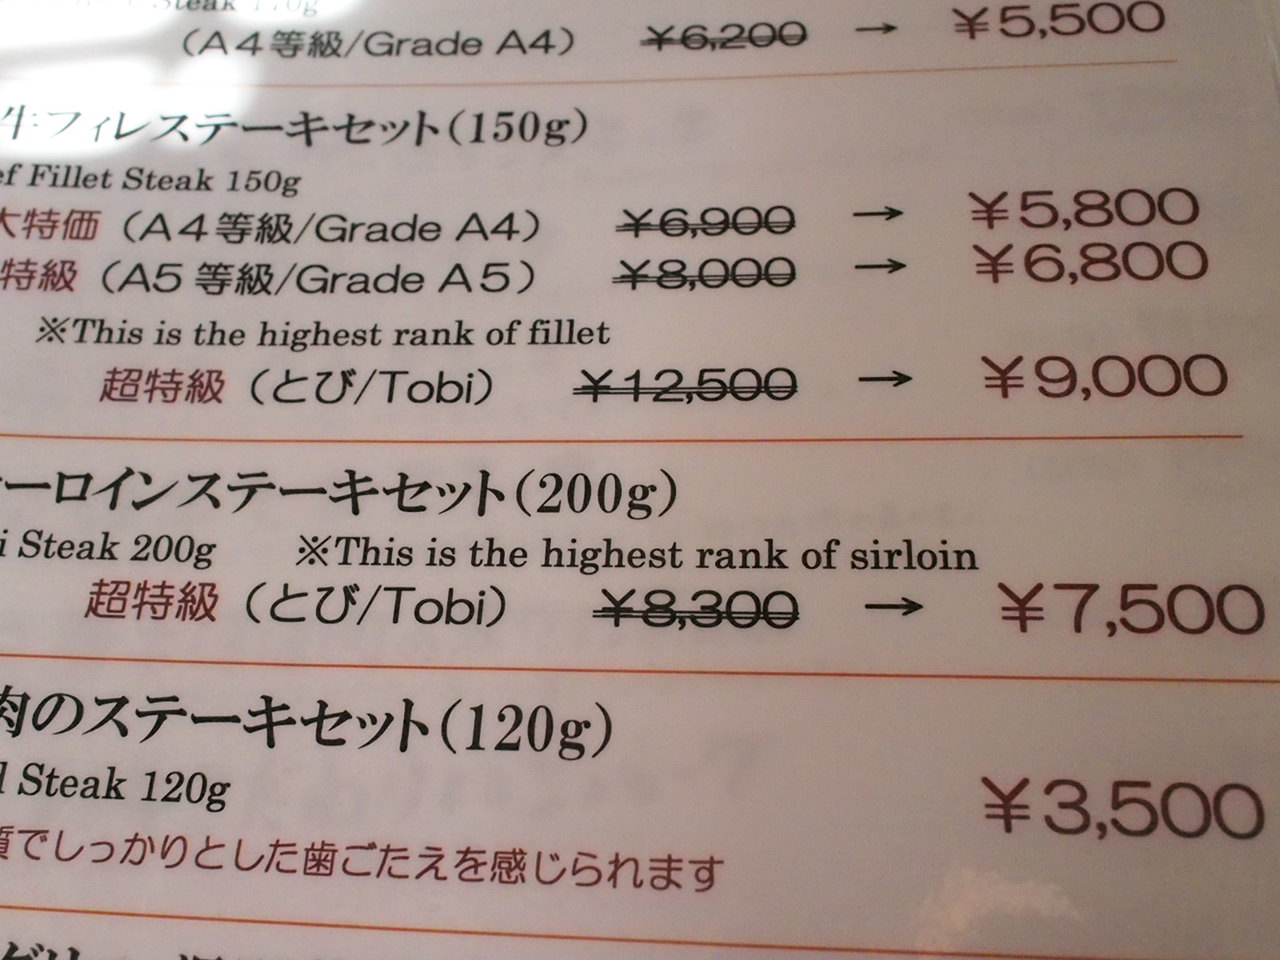 Steak 170g
(A4等級/Grade A4) ¥6,200 → ¥5,500
牛フィレステーキセット(150g)
ef Fillet Steak 150g
大特価 (A4等級/Grade A4) ¥6,900 → ¥5,800
特級 (A5等級/Grade A5) ¥8,000 → ¥6,800
※This is the highest rank of fillet
超特級 (とび/Tobi) ¥12,500 → ¥9,000
ーロインステーキセット(200g)
i Steak 200g ※This is the highest rank of sirloin
超特級 (とび/Tobi) ¥8,300 → ¥7,500
肉のステーキセット(120g)
l Steak 120g ¥3,500
質でしっかりとした歯ごたえを感じられます